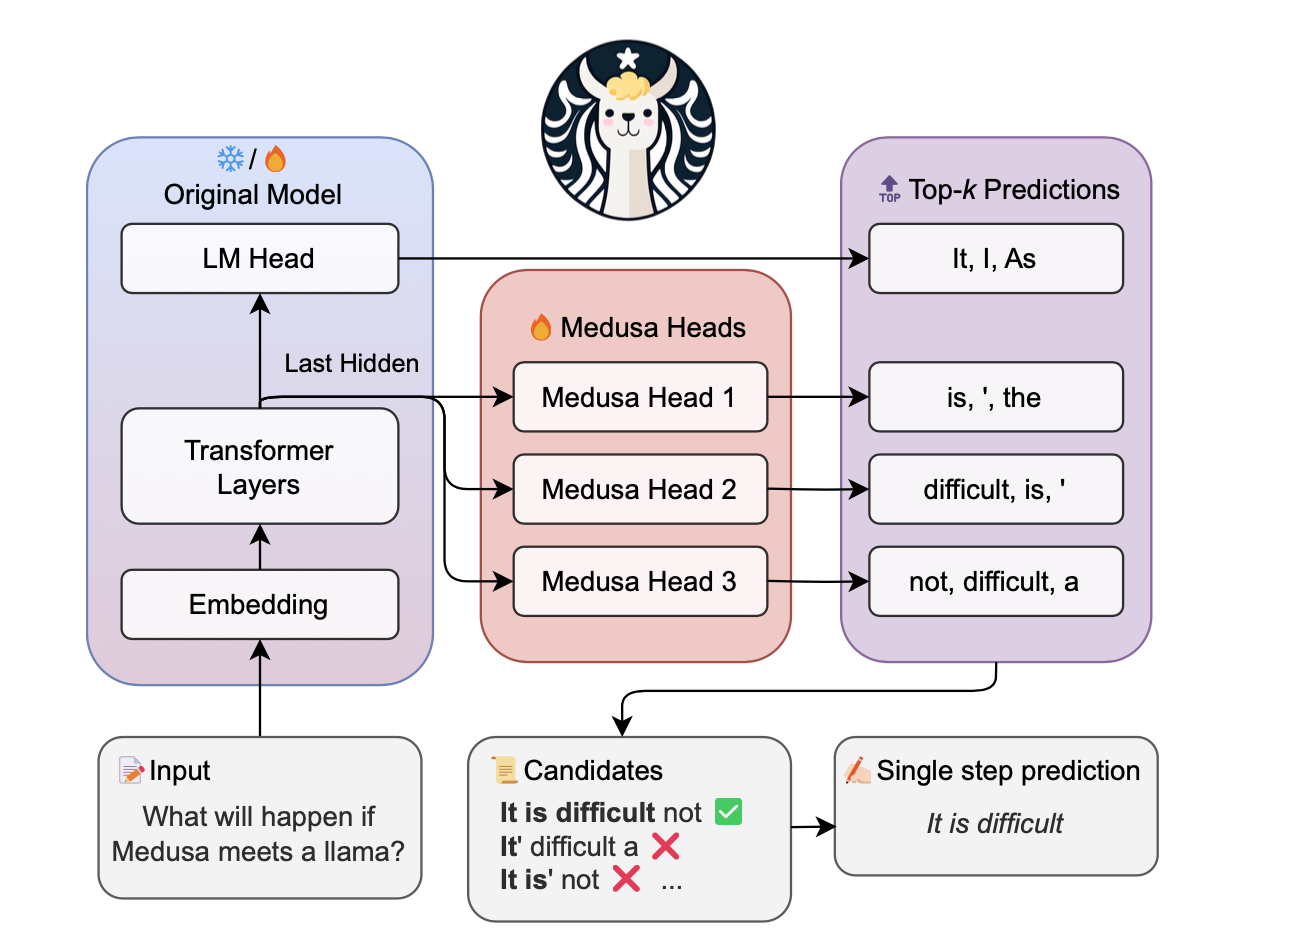 /
Original Model
LM Head
Last Hidden
Transformer
Layers
Embedding
Input
What will happen if
Medusa meets a llama?
Medusa Heads
Medusa Head 1
Medusa Head 2
Medusa Head 3
TOP
Top-k Predictions
It, I, As
is, ', the
difficult, is, '
not, difficult, a
Candidates
It is difficult not
It' difficult a
It is' not ...
Single step prediction
It is difficult